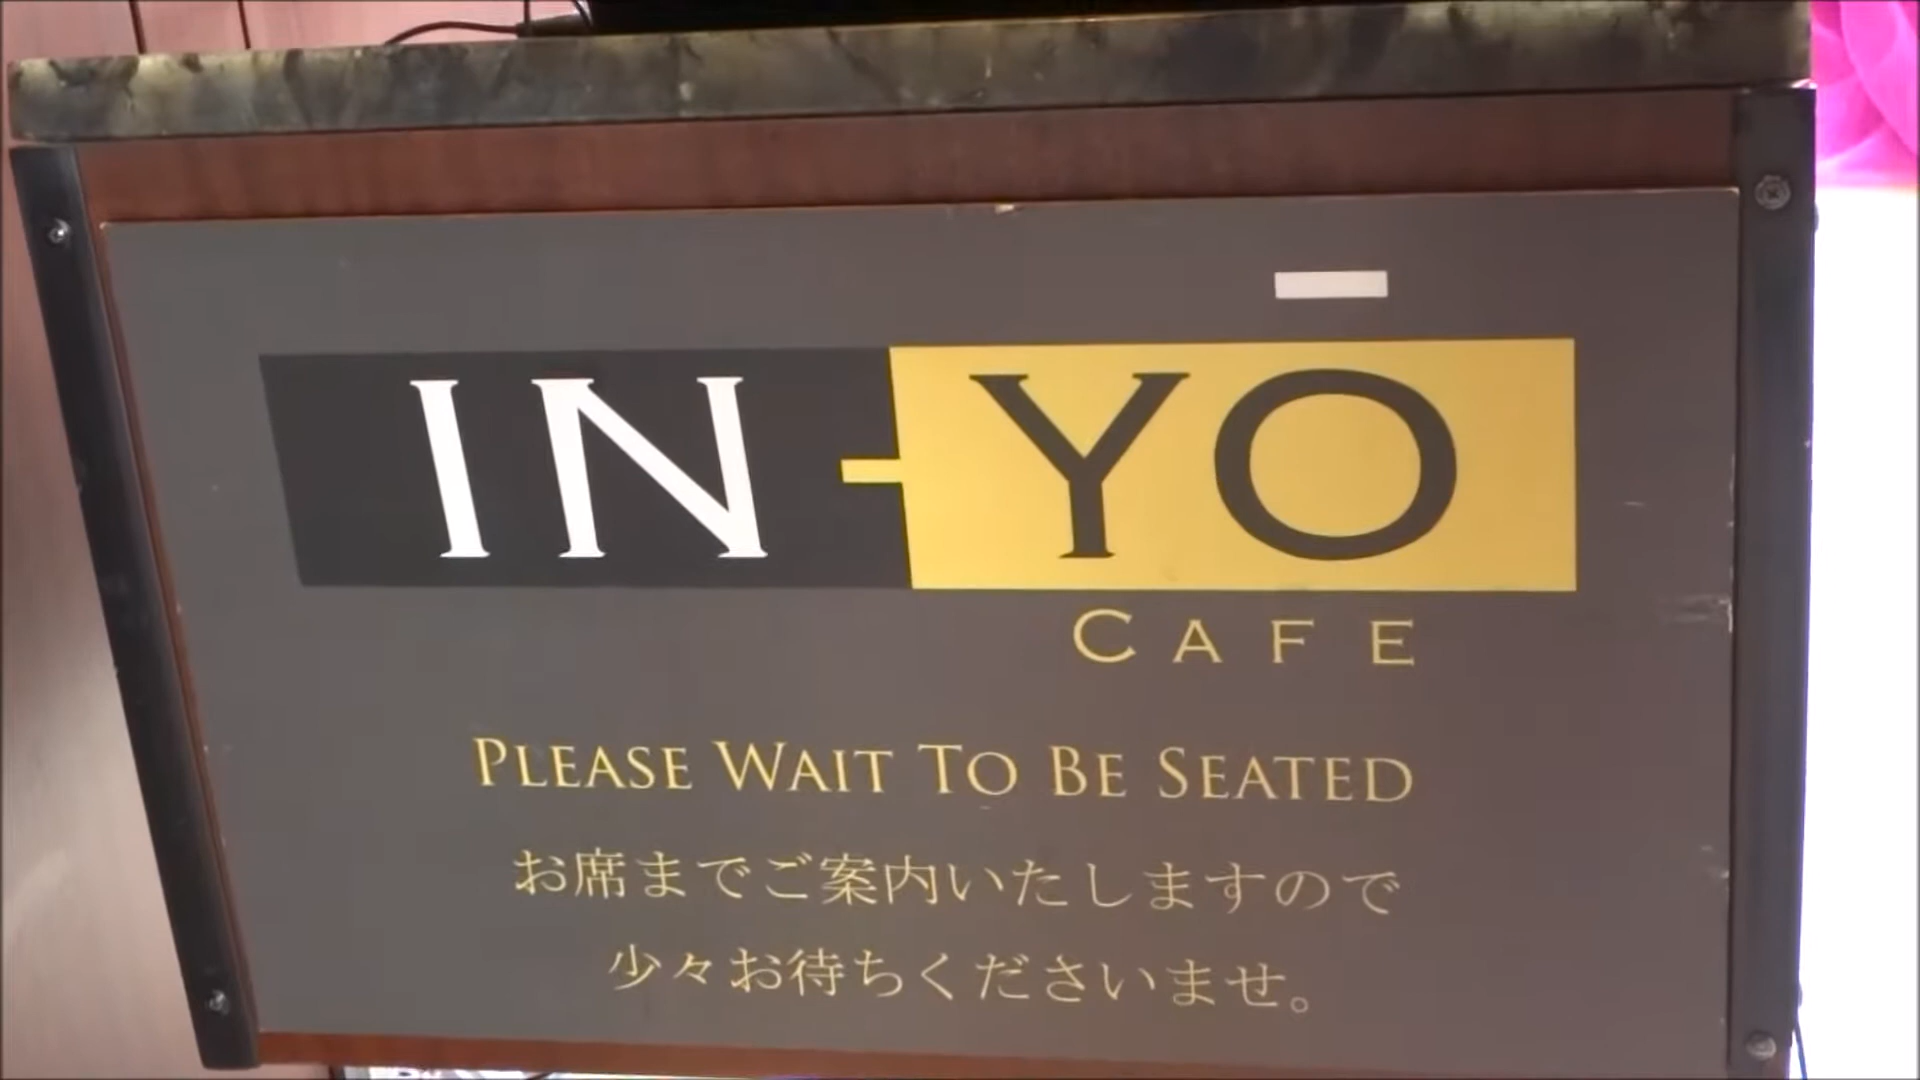 IN-YO
CAFE
PLEASE WAIT TO BE SEATED
お席までご案内いたしますので
少々お待ちくださいませ。